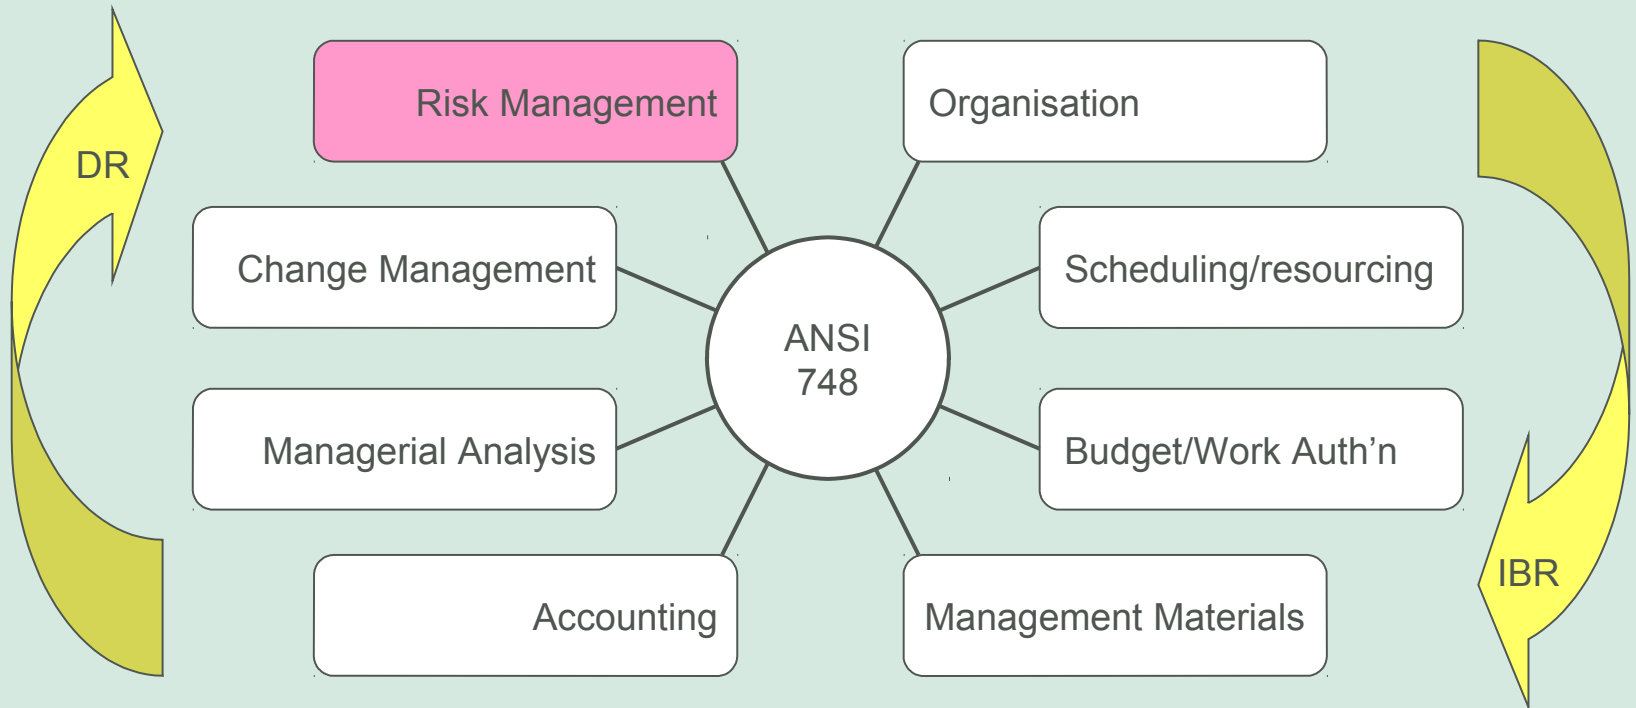 Risk Management
Organisation
DR
Change Management
Scheduling/resourcing
ANSI
748
Managerial Analysis
Budget/Work Auth’n
IBR
Accounting
Management Materials